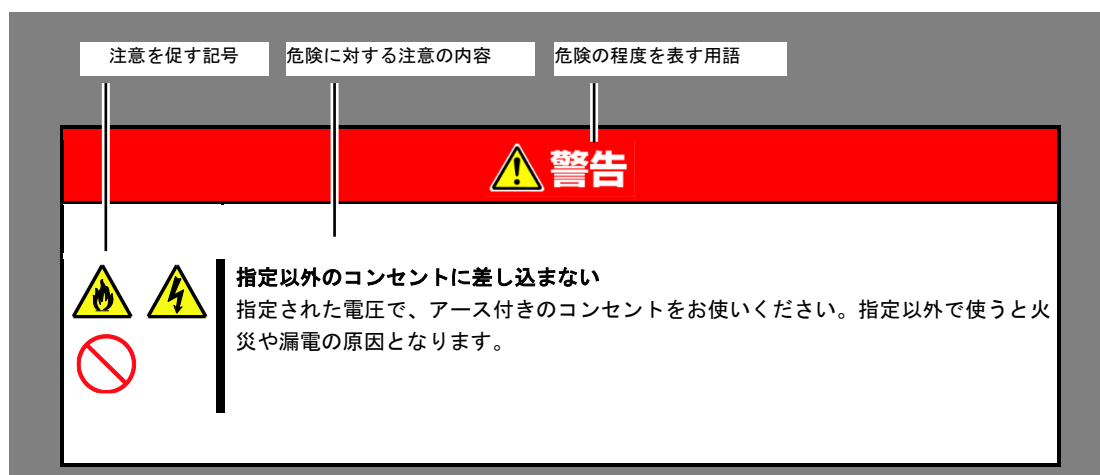 注意を促す記号
危険に対する注意の内容
危険の程度を表す用語
警告
指定以外のコンセントに差し込まない
指定された電圧で、アース付きのコンセントをお使いください。指定以外で使うと火
災や漏電の原因となります。